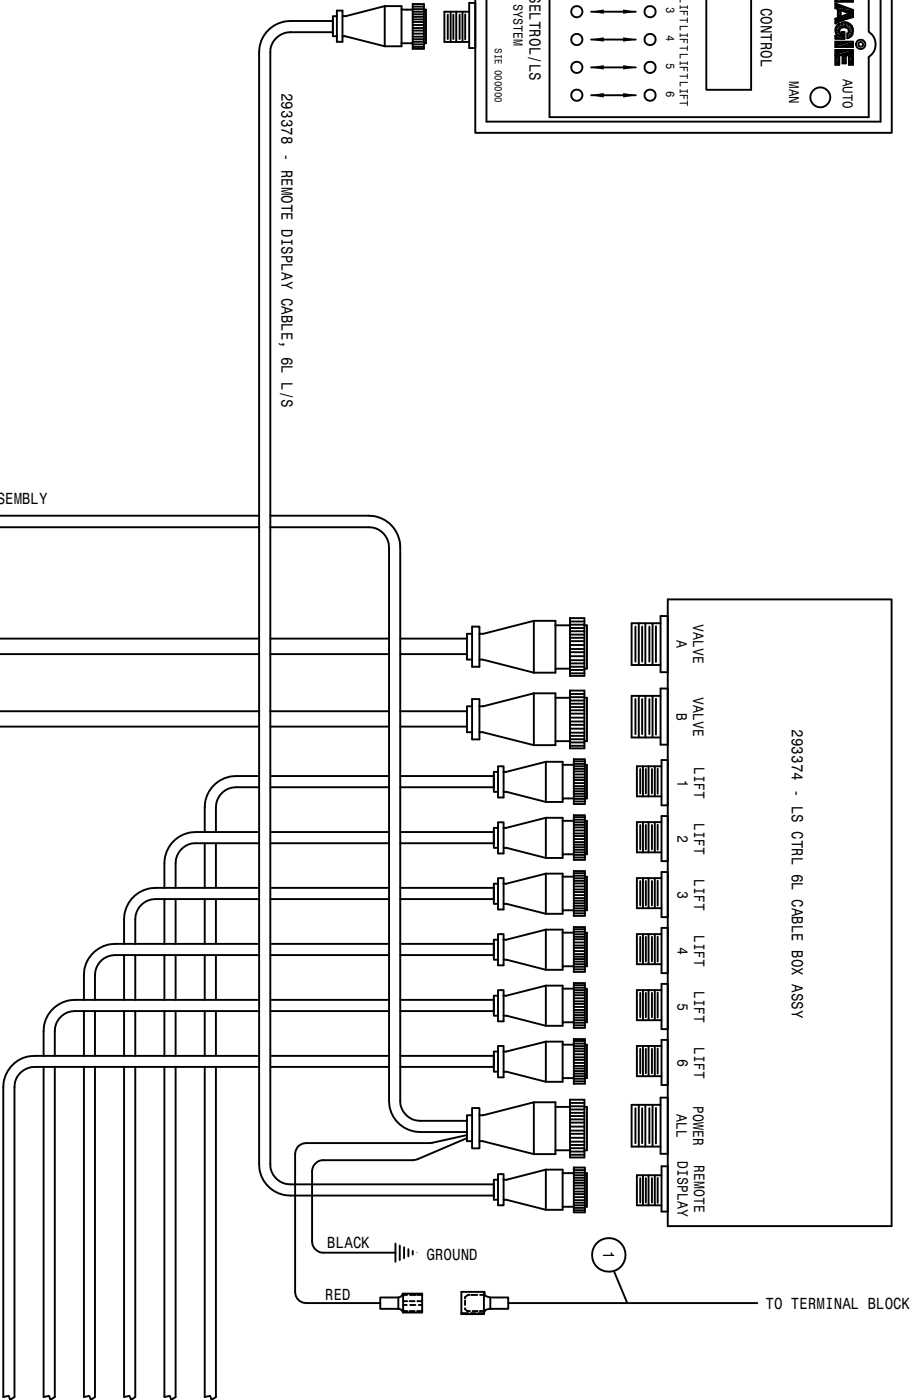 HAGIE
AUTO
MAN
CONTROL
LIFT 3
LIFT 4
LIFT 5
LIFT 6
SELTROL/LS
SYSTEM
SIE 000000
293378 - REMOTE DISPLAY CABLE, 6L L/S
SEMBLY
293374 - LS CTRL 6L CABLE BOX ASSY
VALVE
A
VALVE
B
LIFT
1
LIFT
2
LIFT
3
LIFT
4
LIFT
5
LIFT
6
POWER
ALL
REMOTE
DISPLAY
BLACK
GROUND
1
RED
TO TERMINAL BLOCK